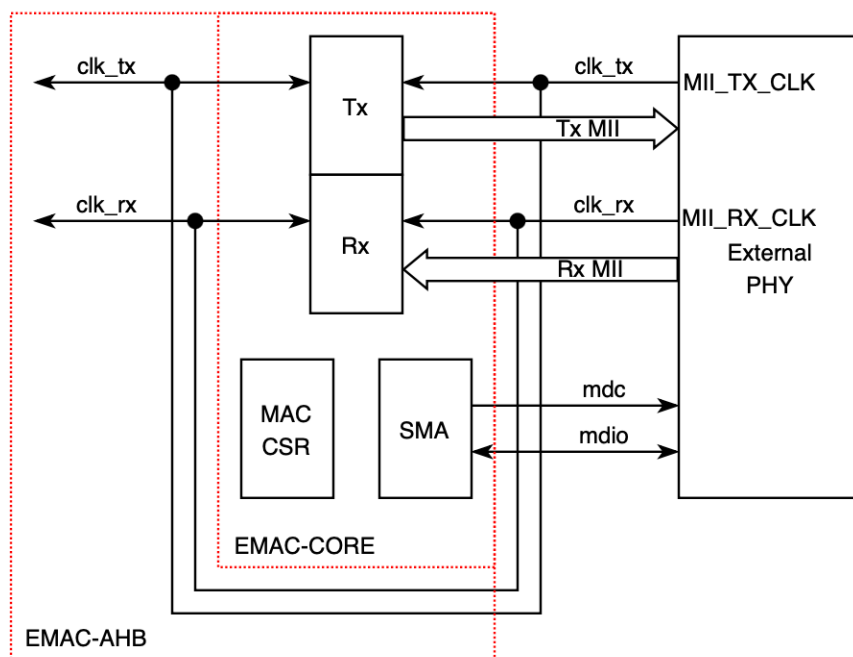 clk_tx
Tx
clk_tx
MII_TX_CLK
Tx MII
clk_rx
Rx
clk_rx
MII_RX_CLK
External
PHY
Rx MII
MAC
CSR
SMA
mdc
mdio
EMAC-CORE
EMAC-AHB